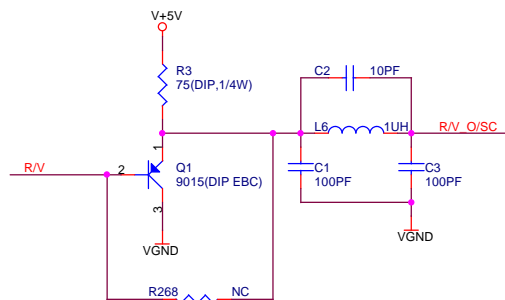 V+5V
R3
75(DIP,1/4W)
C2
10PF
L6
1UH
R/V_O/SC
1
R/V
2
Q1
9015(DIP EBC)
3
C1
100PF
C3
100PF
VGND
VGND
R268
NC